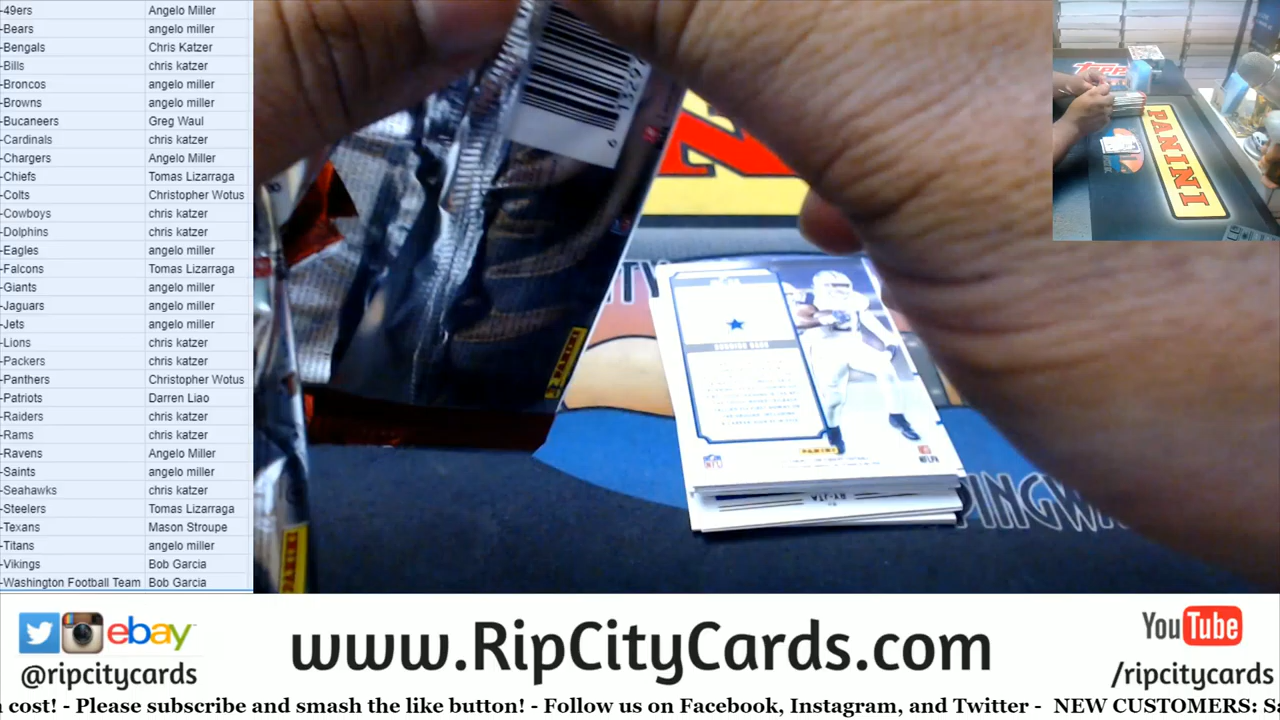 -49ers Angelo Miller
-Bears angelo miller
-Bengals Chris Katzer
-Bills chris katzer
-Broncos angelo miller
-Browns angelo miller
-Bucaneers Greg Waul
-Cardinals chris katzer
-Chargers Angelo Miller
-Chiefs Tomas Lizarraga
-Colts Christopher Wotus
-Cowboys chris katzer
-Dolphins chris katzer
-Eagles angelo miller
-Falcons Tomas Lizarraga
-Giants angelo miller
-Jaguars angelo miller
-Jets angelo miller
-Lions chris katzer
-Packers chris katzer
-Panthers Christopher Wotus
-Patriots Darren Liao
-Raiders chris katzer
-Rams chris katzer
-Ravens Angelo Miller
-Saints angelo miller
-Seahawks chris katzer
-Steelers Tomas Lizarraga
-Texans Mason Stroupe
-Titans angelo miller
-Vikings Bob Garcia
-Washington Football Team Bob Garcia
PANINI
PANINI
PANINI
PANINI
RY-JTA
NFL
NFLPA
ebay
@ripcitycards
www.RipCityCards.com
YouTube
/ripcitycards
cost! - Please subscribe and smash the like button! - Follow us on Facebook, Instagram, and Twitter - NEW CUSTOMERS: